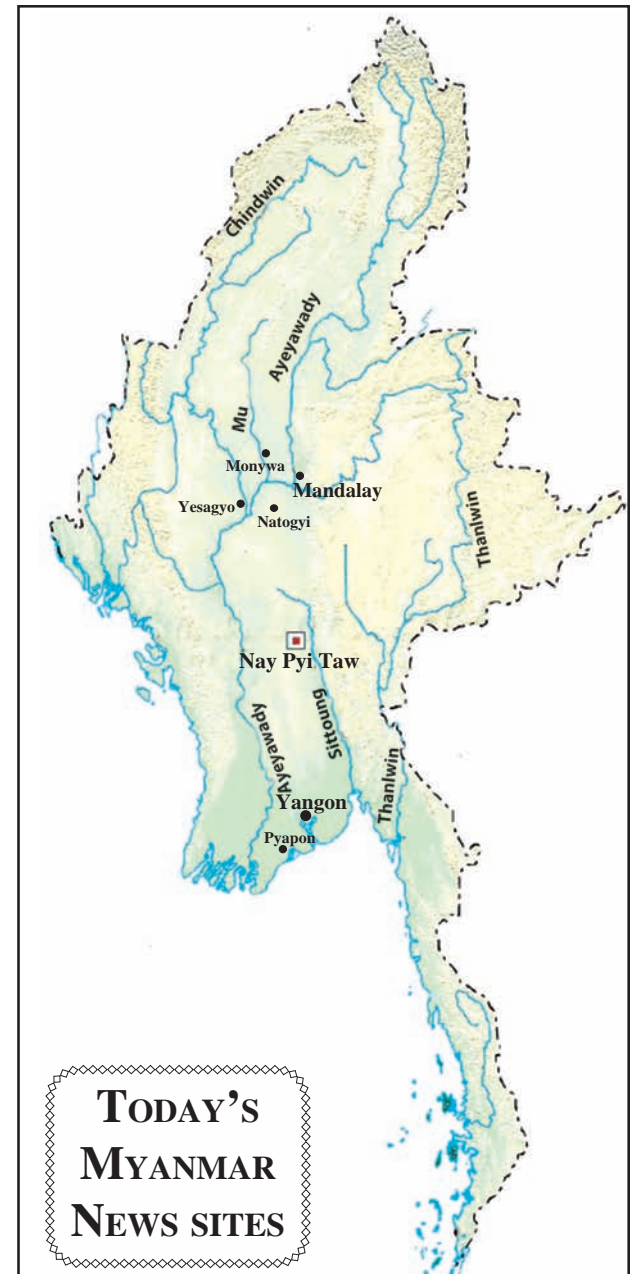 Chindwin
Ayeyawady
Mu
Monywa
Mandalay
Yesagyo
Natogyi
Thanlwin
Nay Pyi Taw
Ayeyawady
Sittoung
Thanlwin
Yangon
Pyapon
TODAY'S
MYANMAR
NEWS SITES